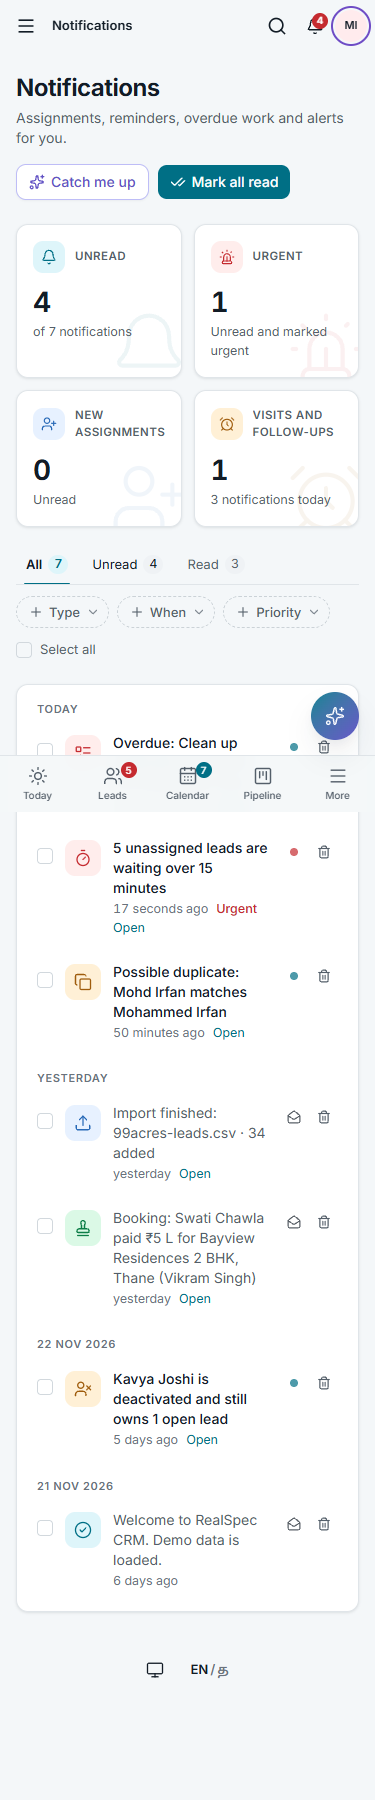 Notifications
4
MI
Notifications
Assignments, reminders, overdue work and alerts
for you.
Catch me up
Mark all read
UNREAD
4
of 7 notifications
URGENT
1
Unread and marked
urgent
NEW
ASSIGNMENTS
0
Unread
VISITS AND
FOLLOW-UPS
1
3 notifications today
All 7
Unread 4
Read 3
Type
When
Priority
Select all
TODAY
Overdue: Clean up
Today
Leads 5
Calendar 7
Pipeline
More
5 unassigned leads are
waiting over 15
minutes
17 seconds ago Urgent
Open
Possible duplicate:
Mohd Irfan matches
Mohammed Irfan
50 minutes ago Open
YESTERDAY
Import finished:
99acres-leads.csv · 34
added
yesterday Open
Booking: Swati Chawla
paid ₹5 L for Bayview
Residences 2 BHK,
Thane (Vikram Singh)
yesterday Open
22 NOV 2026
Kavya Joshi is
deactivated and still
owns 1 open lead
5 days ago Open
21 NOV 2026
Welcome to RealSpec
CRM. Demo data is
loaded.
6 days ago
EN / த